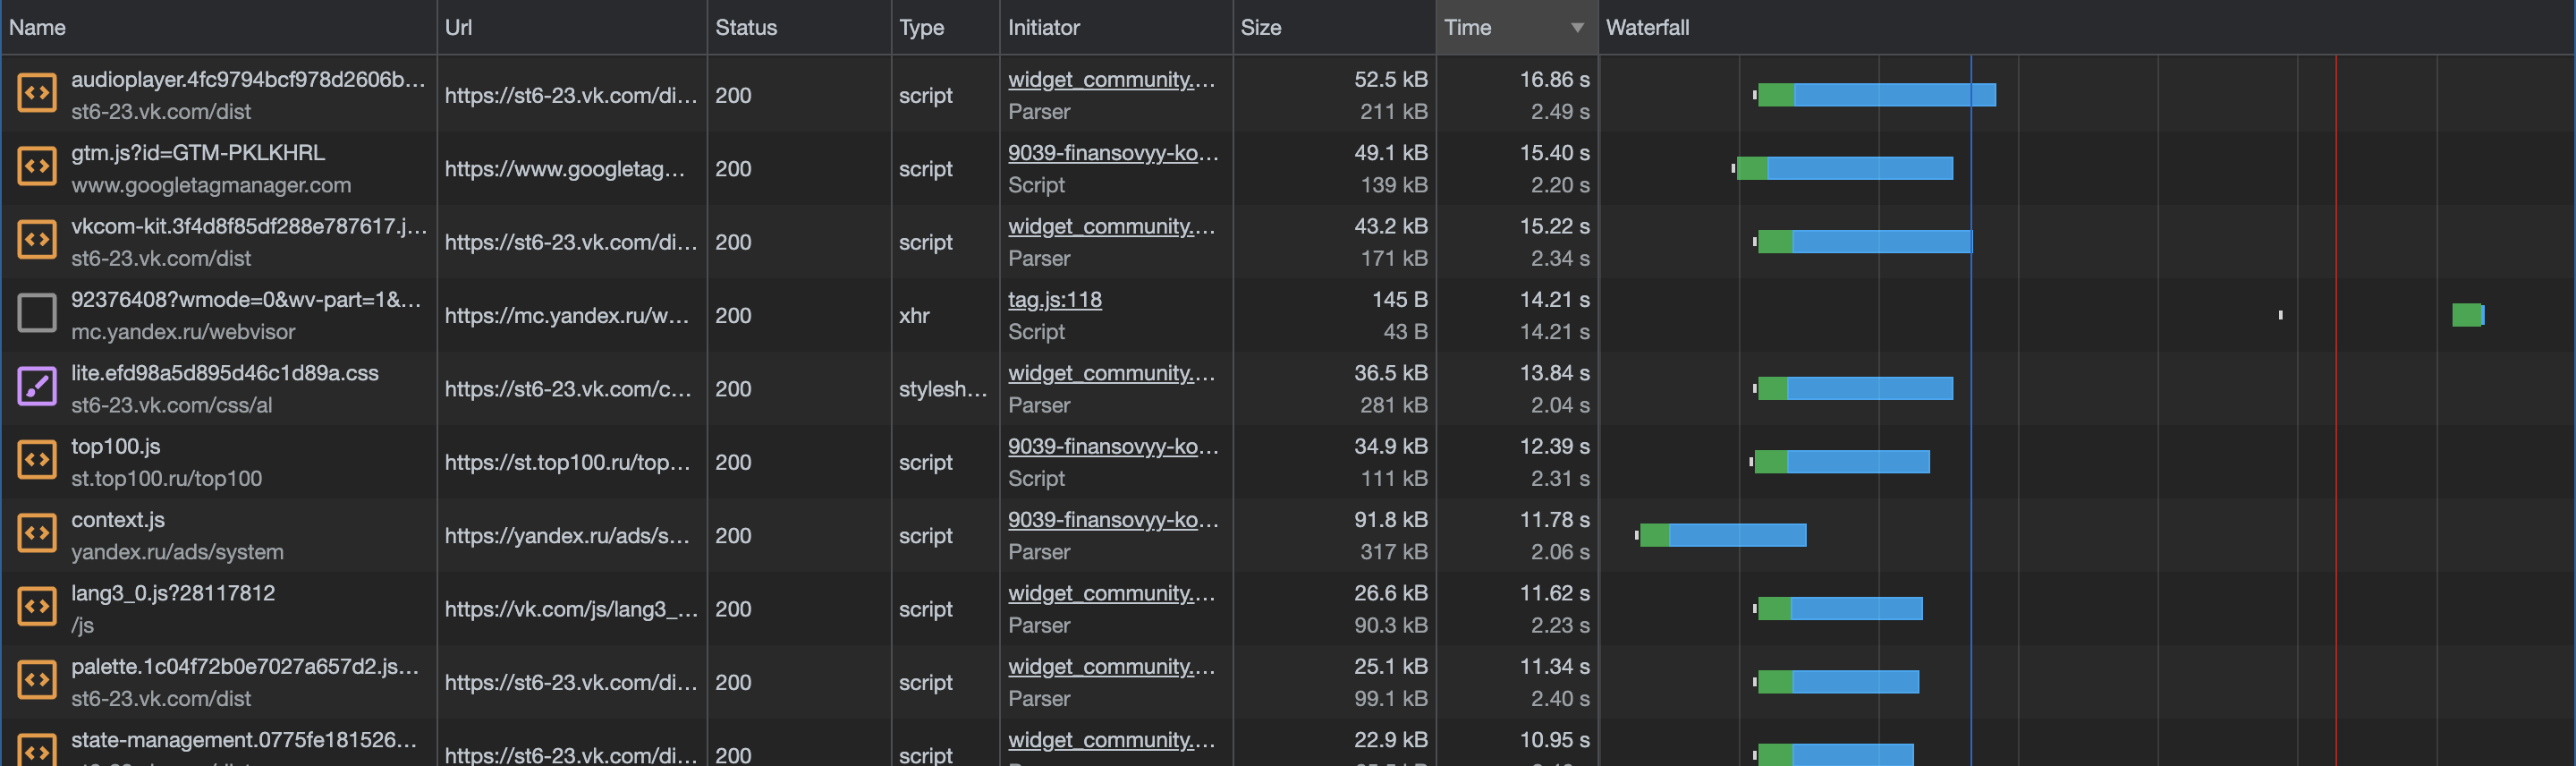 Name Url Status Type Initiator Size Time Waterfall
audioplayer.4fc9794bcf978d2606b… https://st6-23.vk.com/di… 200 script widget_community.… 52.5 kB 16.86 s
st6-23.vk.com/dist Parser 211 kB 2.49 s
gtm.js?id=GTM-PKLKHRL https://www.googletag… 200 script 9039-finansovyy-ko… 49.1 kB 15.40 s
www.googletagmanager.com Script 139 kB 2.20 s
vkcom-kit.3f4d8f85df288e787617.j… https://st6-23.vk.com/di… 200 script widget_community.… 43.2 kB 15.22 s
st6-23.vk.com/dist Parser 171 kB 2.34 s
92376408?wmode=0&wv-part=1&… https://mc.yandex.ru/w… 200 xhr tag.js:118 145 B 14.21 s
mc.yandex.ru/webvisor Script 43 B 14.21 s
lite.efd98a5d895d46c1d89a.css https://st6-23.vk.com/c… 200 stylesh… widget_community.… 36.5 kB 13.84 s
st6-23.vk.com/css/al Parser 281 kB 2.04 s
top100.js https://st.top100.ru/top… 200 script 9039-finansovyy-ko… 34.9 kB 12.39 s
st.top100.ru/top100 Script 111 kB 2.31 s
context.js https://yandex.ru/ads/s… 200 script 9039-finansovyy-ko… 91.8 kB 11.78 s
yandex.ru/ads/system Parser 317 kB 2.06 s
lang3_0.js?28117812 https://vk.com/js/lang3_… 200 script widget_community.… 26.6 kB 11.62 s
/js Parser 90.3 kB 2.23 s
palette.1c04f72b0e7027a657d2.js… https://st6-23.vk.com/di… 200 script widget_community.… 25.1 kB 11.34 s
st6-23.vk.com/dist Parser 99.1 kB 2.40 s
state-management.0775fe181526… https://st6-23.vk.com/di… 200 script widget_community.… 22.9 kB 10.95 s